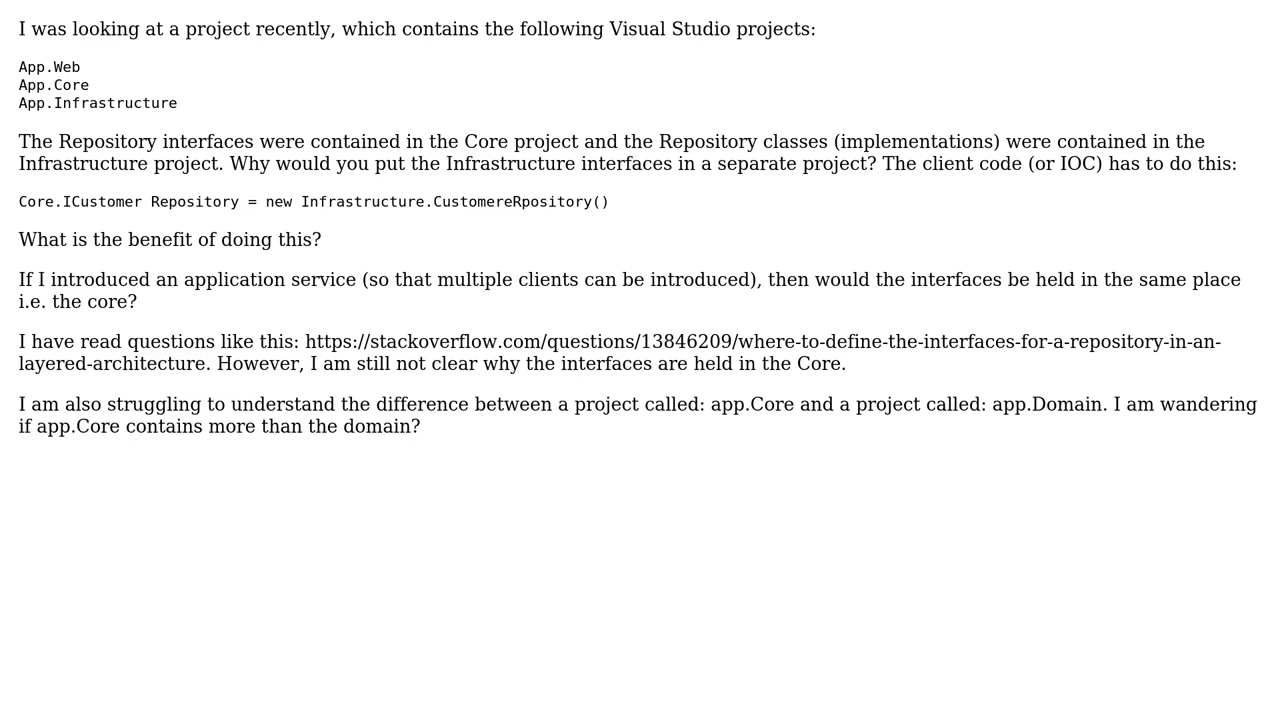 I was looking at a project recently, which contains the following Visual Studio projects:
App.Web
App.Core
App.Infrastructure
The Repository interfaces were contained in the Core project and the Repository classes (implementations) were contained in the
Infrastructure project. Why would you put the Infrastructure interfaces in a separate project? The client code (or IOC) has to do this:
Core.ICustomer Repository = new Infrastructure.CustomereRpository()
What is the benefit of doing this?
If I introduced an application service (so that multiple clients can be introduced), then would the interfaces be held in the same place
i.e. the core?
I have read questions like this: https://stackoverflow.com/questions/13846209/where-to-define-the-interfaces-for-a-repository-in-an-
layered-architecture. However, I am still not clear why the interfaces are held in the Core.
I am also struggling to understand the difference between a project called: app.Core and a project called: app.Domain. I am wandering
if app.Core contains more than the domain?